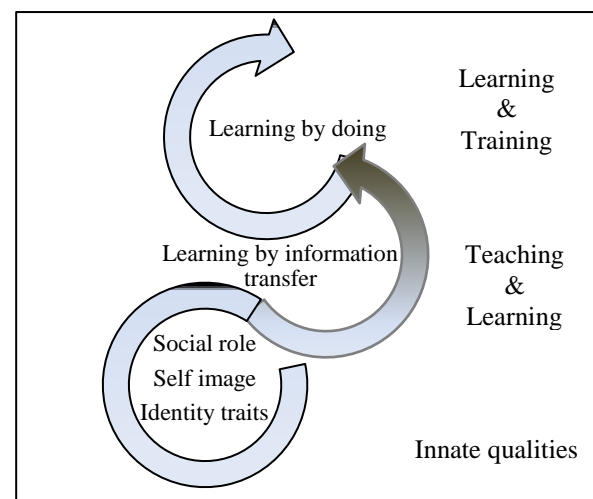 Learning by doing
Learning
&
Training
Learning by information
transfer
Teaching
&
Learning
Social role
Self image
Identity traits
Innate qualities